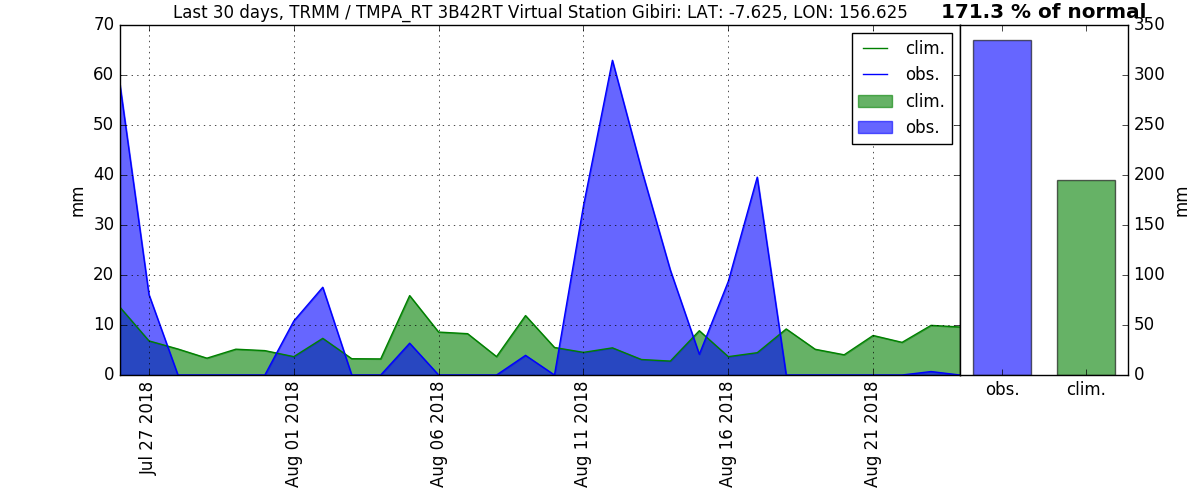 Last 30 days, TRMM / TMPA_RT 3B42RT Virtual Station Gibiri: LAT: -7.625, LON: 156.625
171.3 % of normal
70
60
50
40
30
20
10
0
mm
clim.
obs.
clim.
obs.
Jul 27 2018
Aug 01 2018
Aug 06 2018
Aug 11 2018
Aug 16 2018
Aug 21 2018
350
300
250
200
150
100
50
0
mm
obs.
clim.